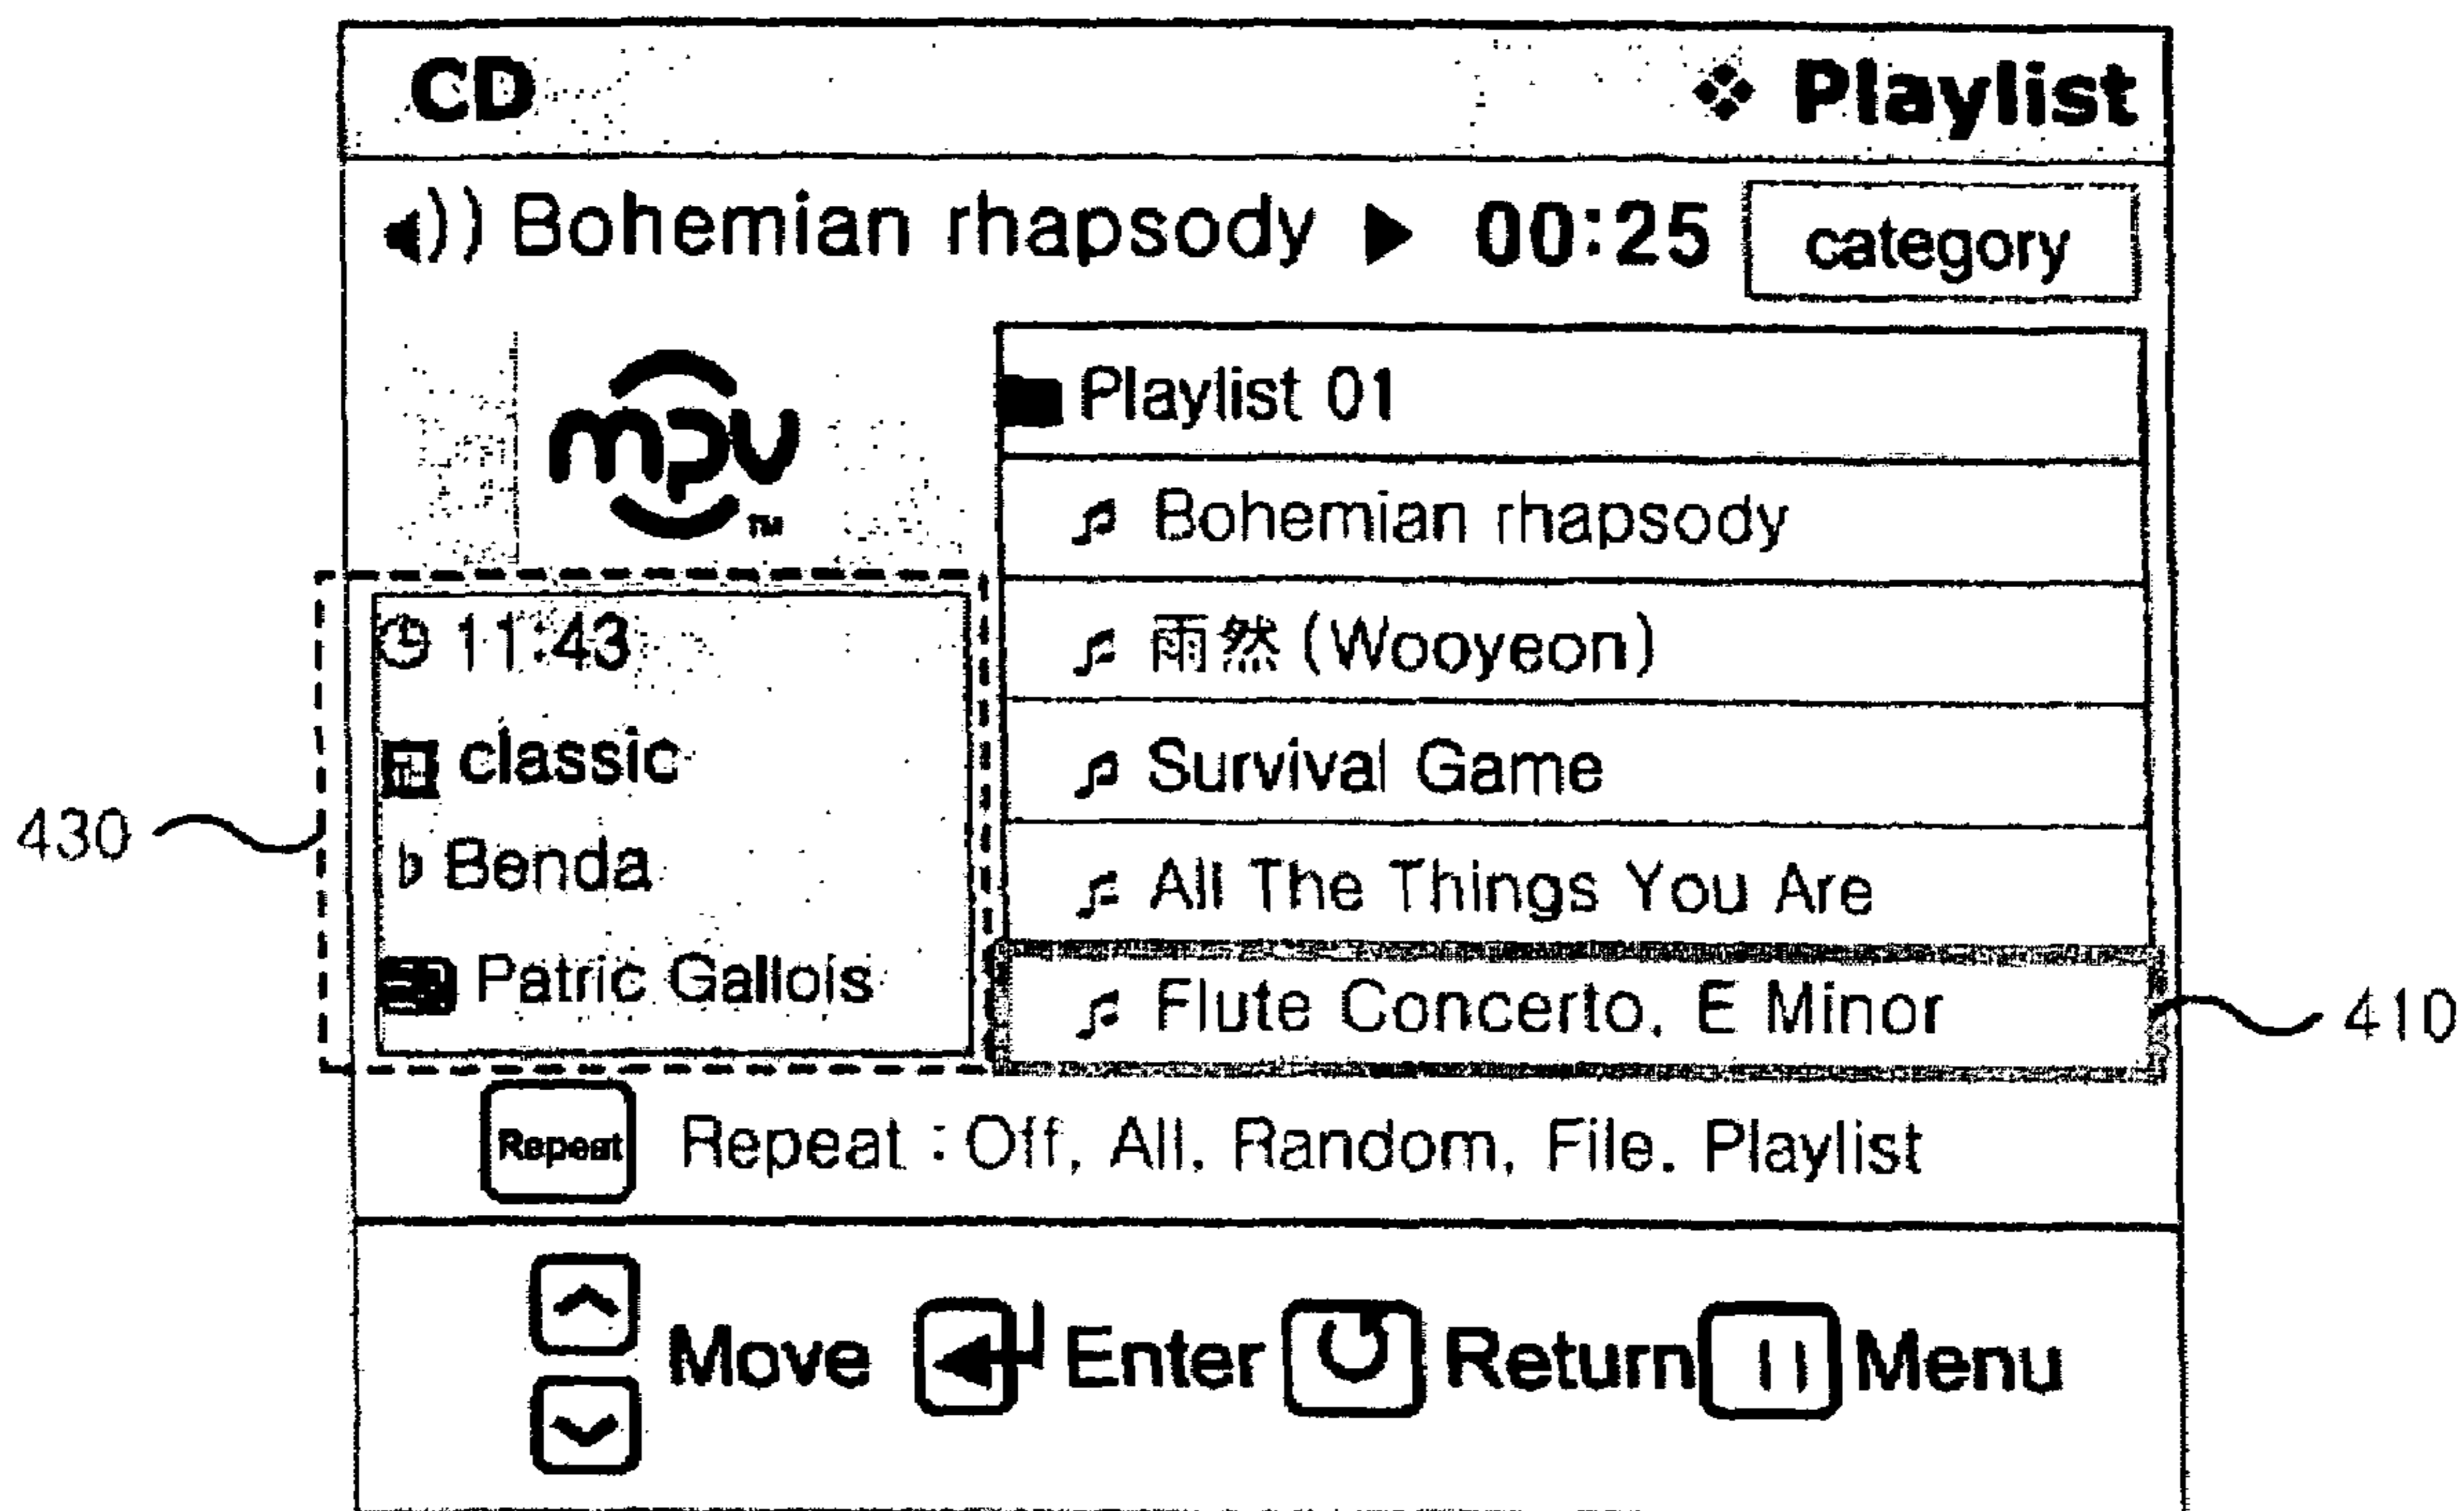 CD
Playlist
Bohemian rhapsody 00:25 category
mpv TM
Playlist 01
Bohemian rhapsody
雨然 (Wooyeon)
Survival Game
All The Things You Are
Flute Concerto, E Minor
11:43
classic
Benda
Patric Gallois
430
410
Repeat Repeat : Off, All, Random, File. Playlist
Move Enter Return Menu